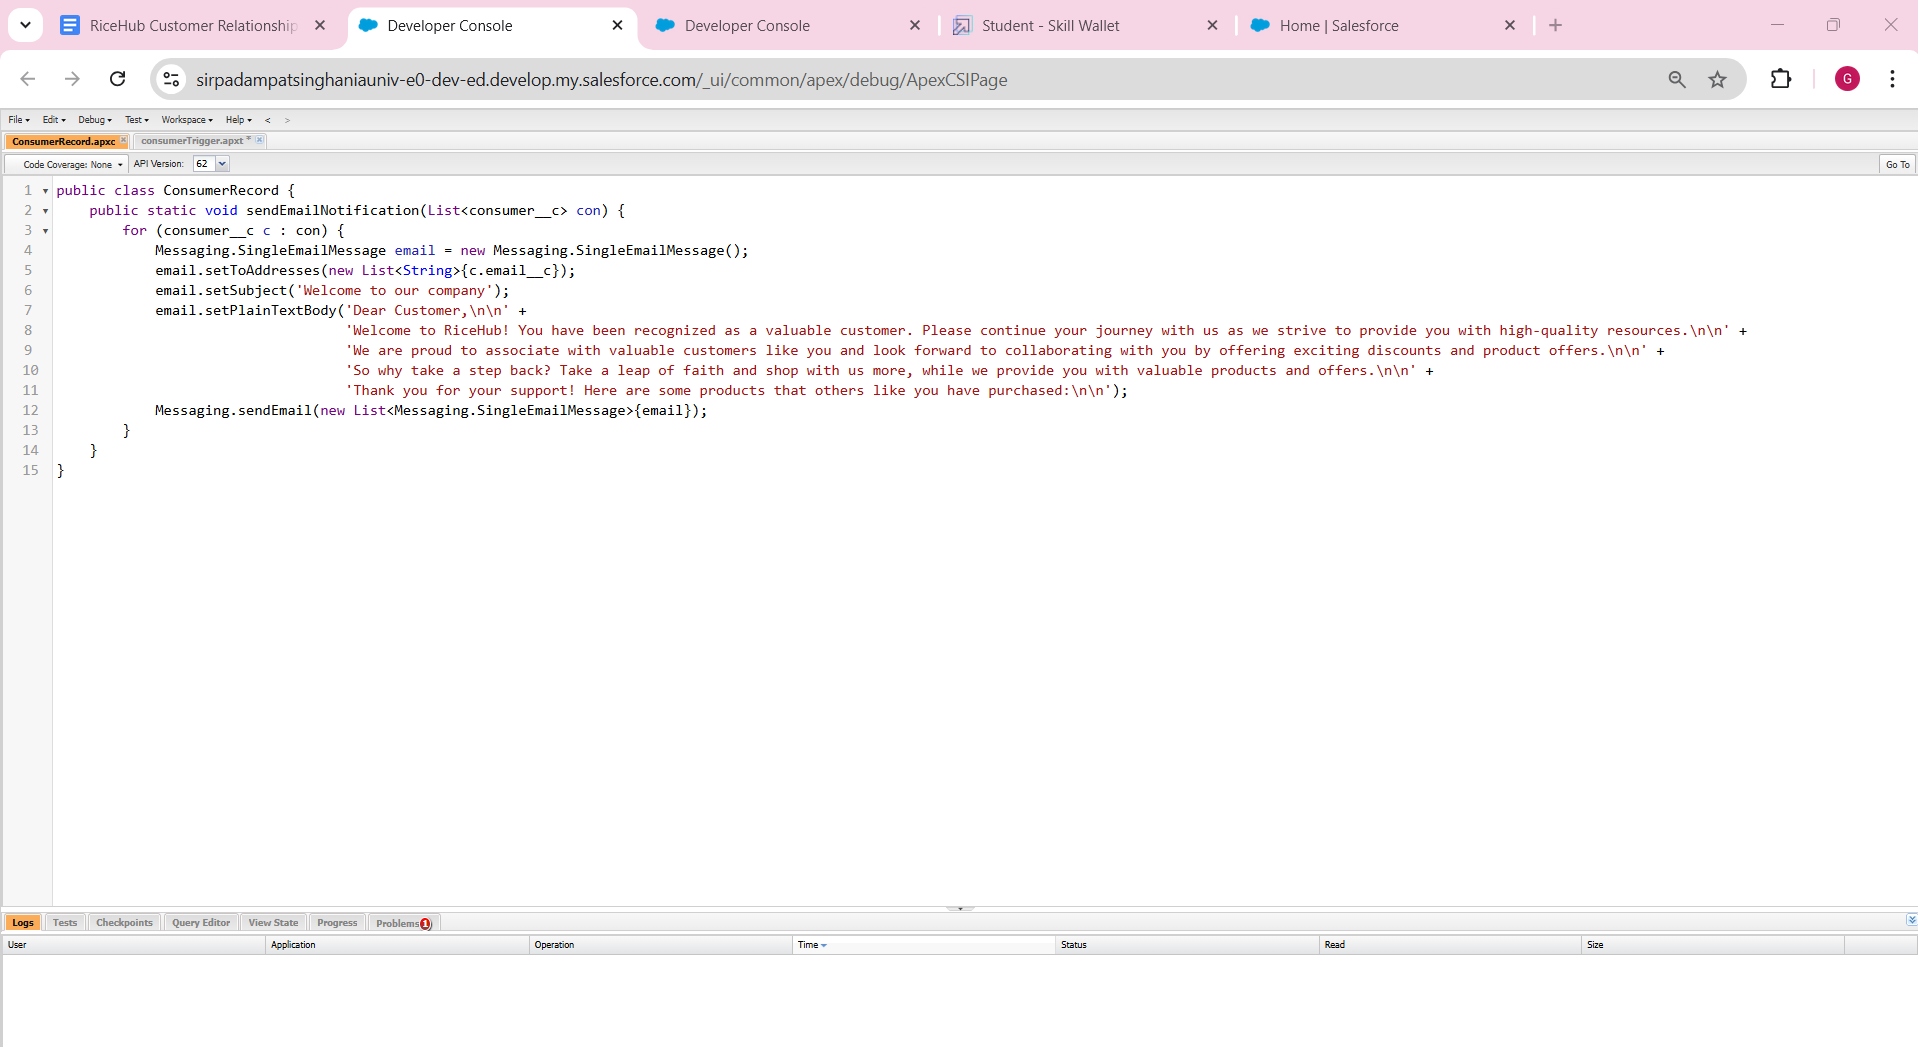 RiceHub Customer Relationship
Developer Console
Developer Console
Student - Skill Wallet
Home | Salesforce
sirpadampatsinghaniauniv-e0-dev-ed.develop.my.salesforce.com/_ui/common/apex/debug/ApexCSIPage
G
File Edit Debug Test Workspace Help < >
ConsumerRecord.apxc
consumerTrigger.apxt *
Code Coverage: None API Version: 62 Go To
1 public class ConsumerRecord {
2     public static void sendEmailNotification(List<consumer__c> con) {
3         for (consumer__c c : con) {
4             Messaging.SingleEmailMessage email = new Messaging.SingleEmailMessage();
5             email.setToAddresses(new List<String>{c.email__c});
6             email.setSubject('Welcome to our company');
7             email.setPlainTextBody('Dear Customer,\n\n' +
8                                    'Welcome to RiceHub! You have been recognized as a valuable customer. Please continue your journey with us as we strive to provide you with high-quality resources.\n\n' +
9                                    'We are proud to associate with valuable customers like you and look forward to collaborating with you by offering exciting discounts and product offers.\n\n' +
10                                    'So why take a step back? Take a leap of faith and shop with us more, while we provide you with valuable products and offers.\n\n' +
11                                    'Thank you for your support! Here are some products that others like you have purchased:\n\n');
12             Messaging.sendEmail(new List<Messaging.SingleEmailMessage>{email});
13         }
14     }
15 }
Logs Tests Checkpoints Query Editor View State Progress Problems 1
User Application Operation Time Status Read Size